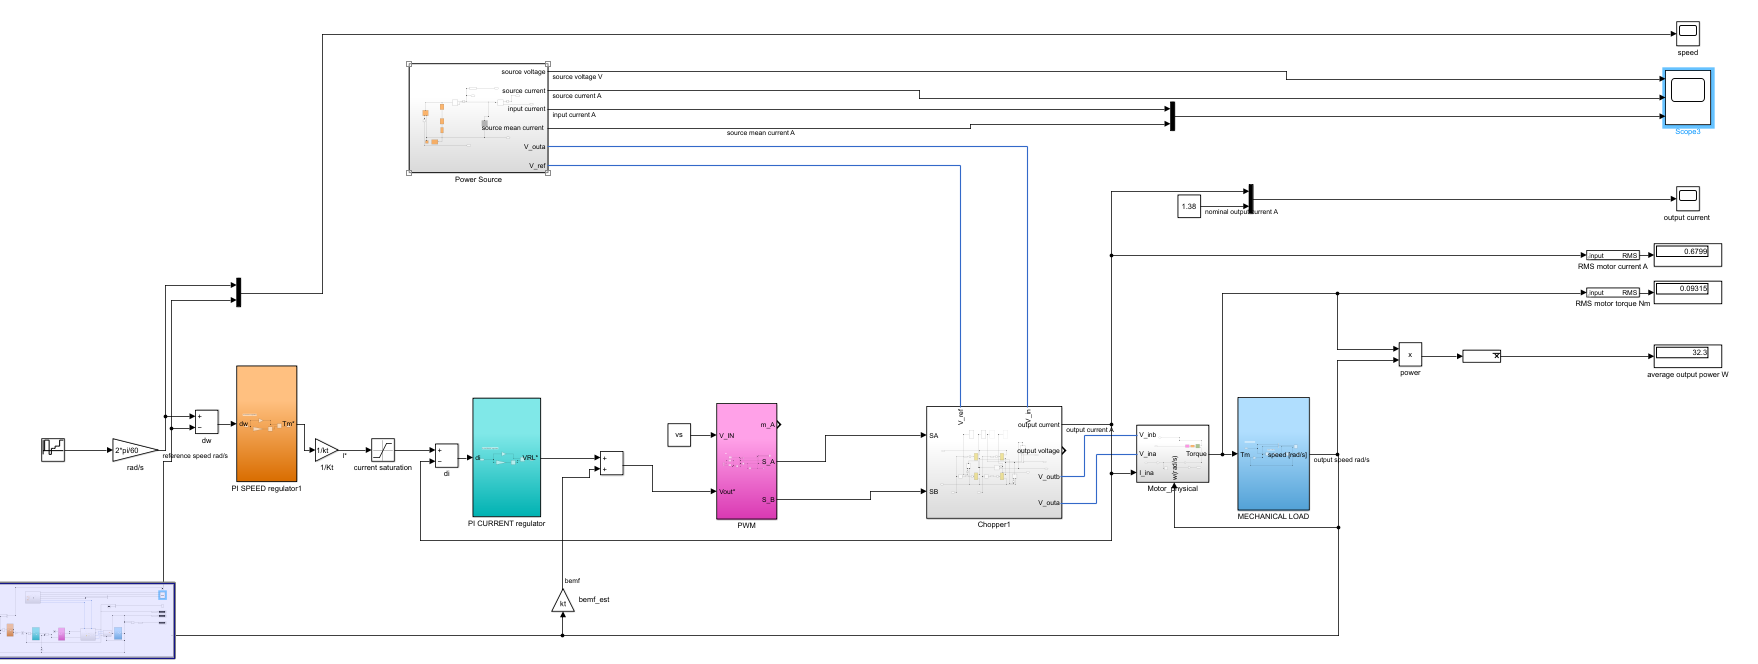 speed
source voltage
source voltage V
source current
source current A
input current
input current A
source mean current
source mean current A
V_outa
V_ref
Power Source
Scope3
1.38
nominal output current A
output current
input RMS
0.6799
RMS motor current A
input RMS
0.09315
RMS motor torque Nm
x
power
32.3
average output power W
2*pi/60
rad/s
reference speed rad/s
+
−
dw
dw
Tm*
PI SPEED regulator1
1/kt
1/Kt
i*
current saturation
+
−
di
di
VRL*
PI CURRENT regulator
+
+
vs
V_IN
Vout*
m_A
S_A
S_B
PWM
V_ref
V_in
SA
SB
output current
output voltage
V_outb
V_outa
Chopper1
output current A
V_inb
V_ina
I_ina
w(rad/s)
Torque
Motor_physical
Tm
speed [rad/s]
MECHANICAL LOAD
output speed rad/s
bemf
kt
bemf_est